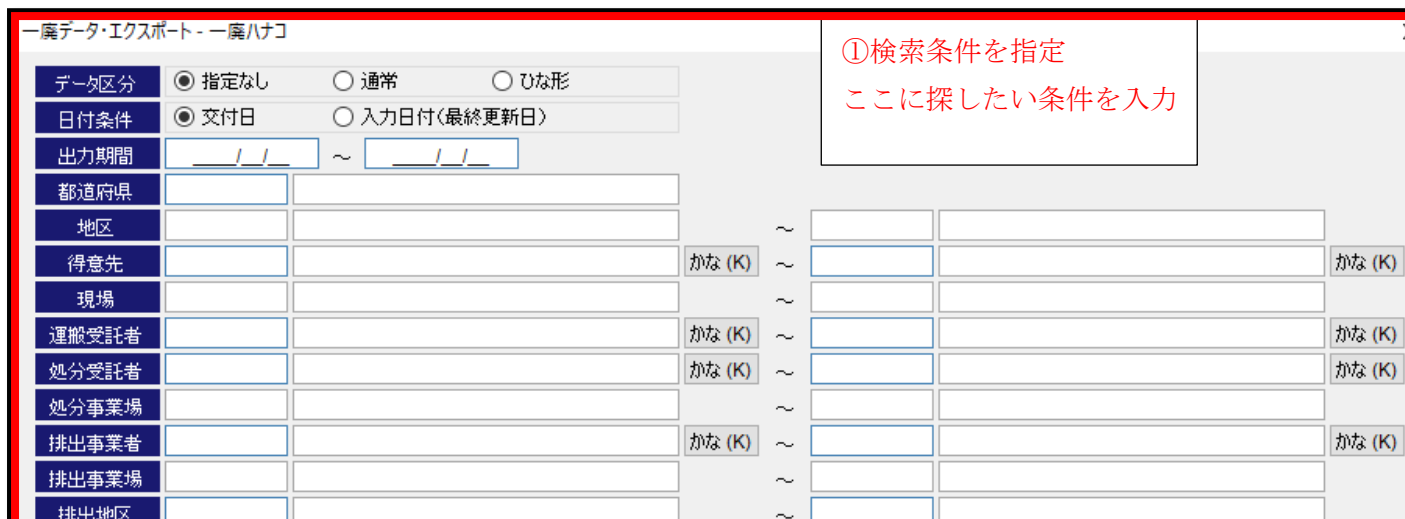 一廃データ・エクスポート - 一廃ハナコ
①検索条件を指定
ここに探したい条件を入力
データ区分 指定なし 通常 ひな形
日付条件 交付日 入力日付(最終更新日)
出力期間 ____/__/__ ～ ____/__/__
都道府県
地区 ～
得意先 かな (K) ～ かな (K)
現場 ～
運搬受託者 かな (K) ～ かな (K)
処分受託者 かな (K) ～ かな (K)
処分事業場 ～
排出事業者 かな (K) ～ かな (K)
排出事業場 ～
排出地区 ～